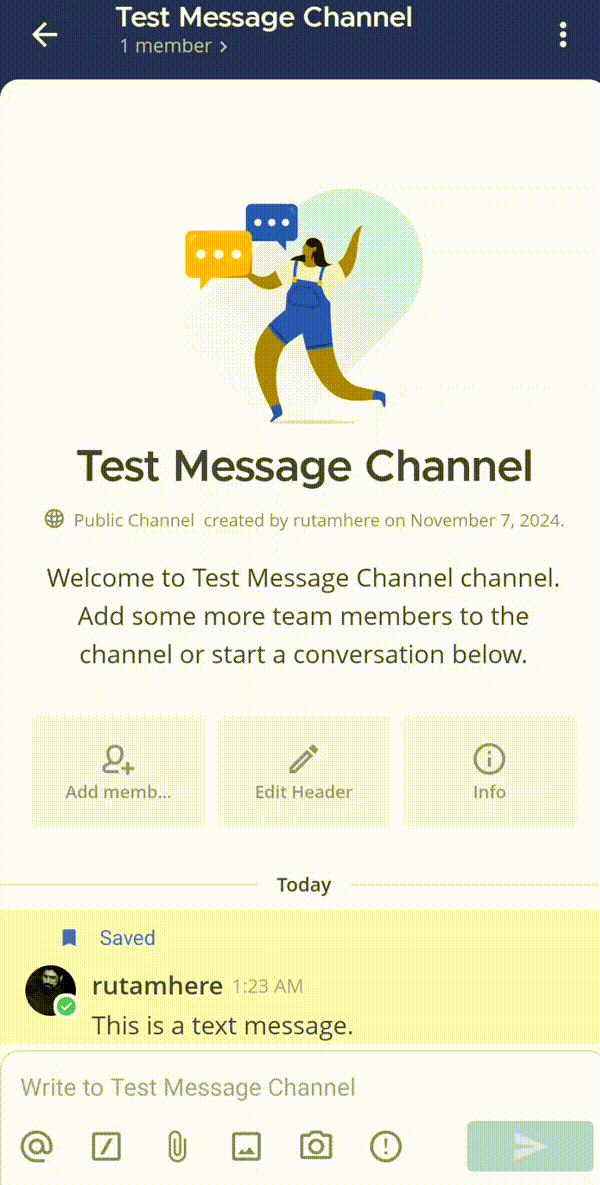 Test Message Channel
1 member
Test Message Channel
Public Channel created by rutamhere on November 7, 2024.
Welcome to Test Message Channel channel.
Add some more team members to the
channel or start a conversation below.
Add memb...
Edit Header
Info
Today
Saved
rutamhere 1:23 AM
This is a text message.
Write to Test Message Channel